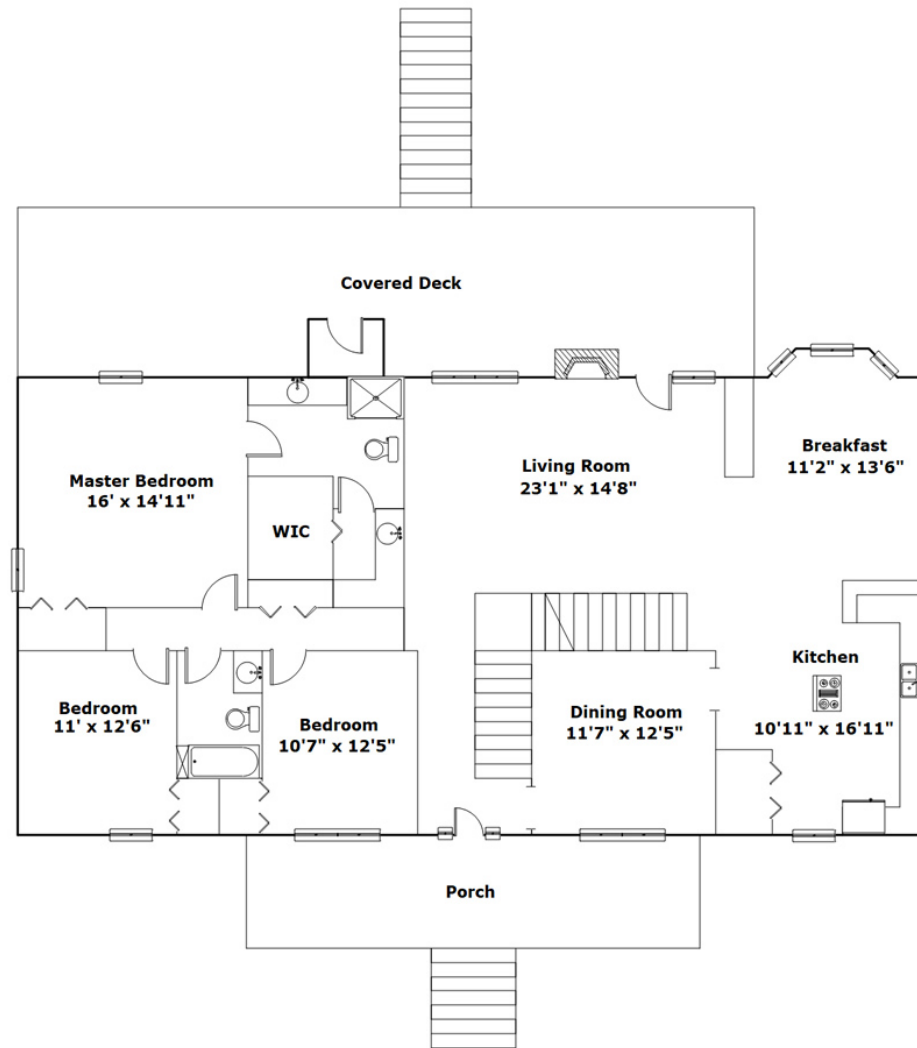 Covered Deck
Master Bedroom
16' x 14'11"
WIC
Living Room
23'1" x 14'8"
Breakfast
11'2" x 13'6"
Bedroom
11' x 12'6"
Bedroom
10'7" x 12'5"
Dining Room
11'7" x 12'5"
Kitchen
10'11" x 16'11"
Porch